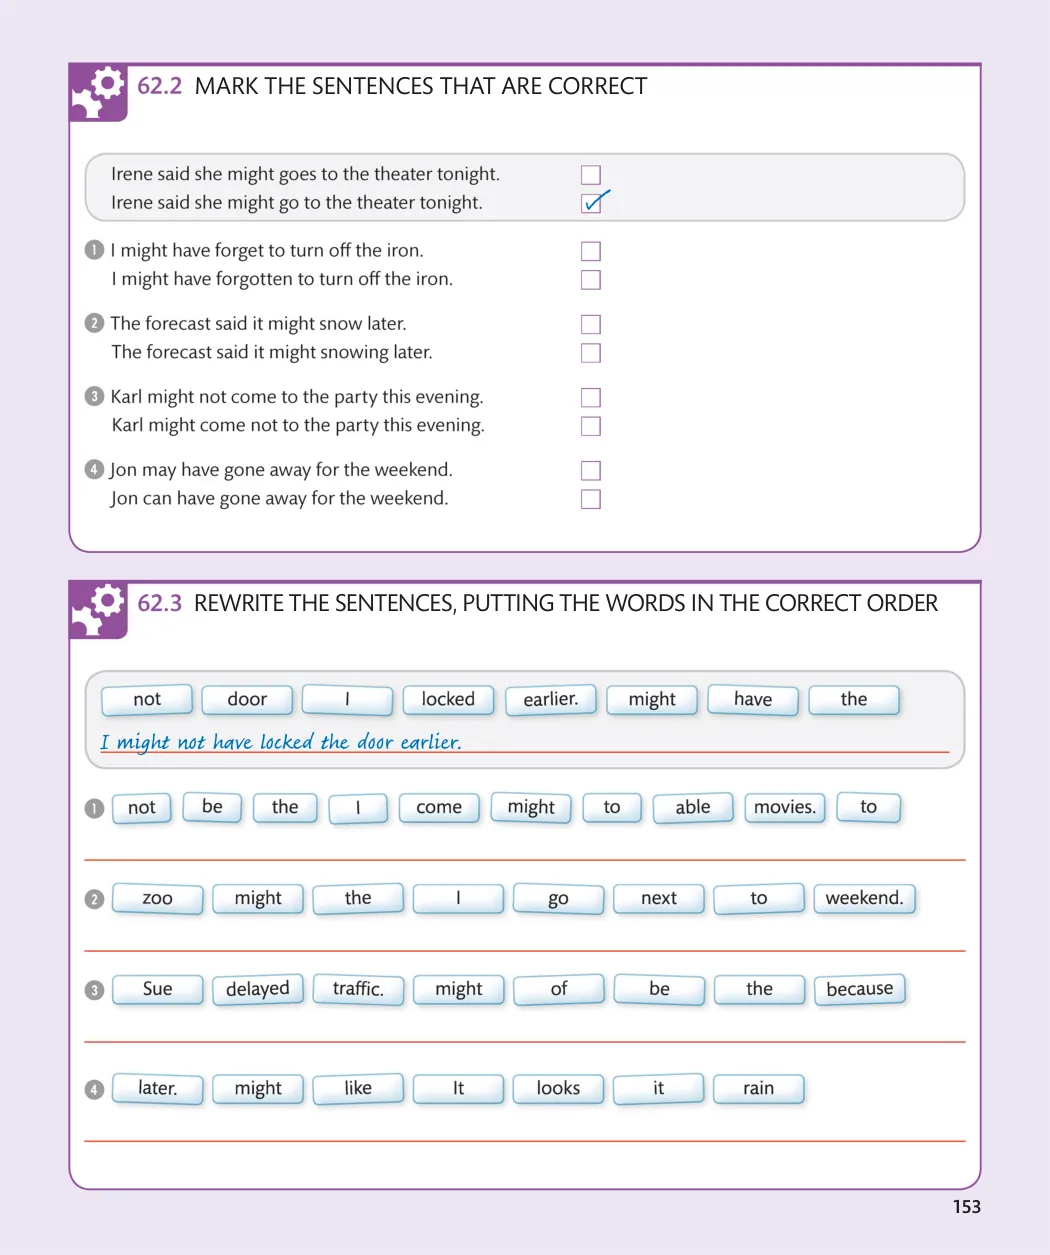 62.2 MARK THE SENTENCES THAT ARE CORRECT
Irene said she might goes to the theater tonight.
Irene said she might go to the theater tonight.
1 I might have forget to turn off the iron.
I might have forgotten to turn off the iron.
2 The forecast said it might snow later.
The forecast said it might snowing later.
3 Karl might not come to the party this evening.
Karl might come not to the party this evening.
4 Jon may have gone away for the weekend.
Jon can have gone away for the weekend.
62.3 REWRITE THE SENTENCES, PUTTING THE WORDS IN THE CORRECT ORDER
not door I locked earlier. might have the
I might not have locked the door earlier.
1 not be the I come might to able movies. to
2 zoo might the I go next to weekend.
3 Sue delayed traffic. might of be the because
4 later. might like It looks it rain
153